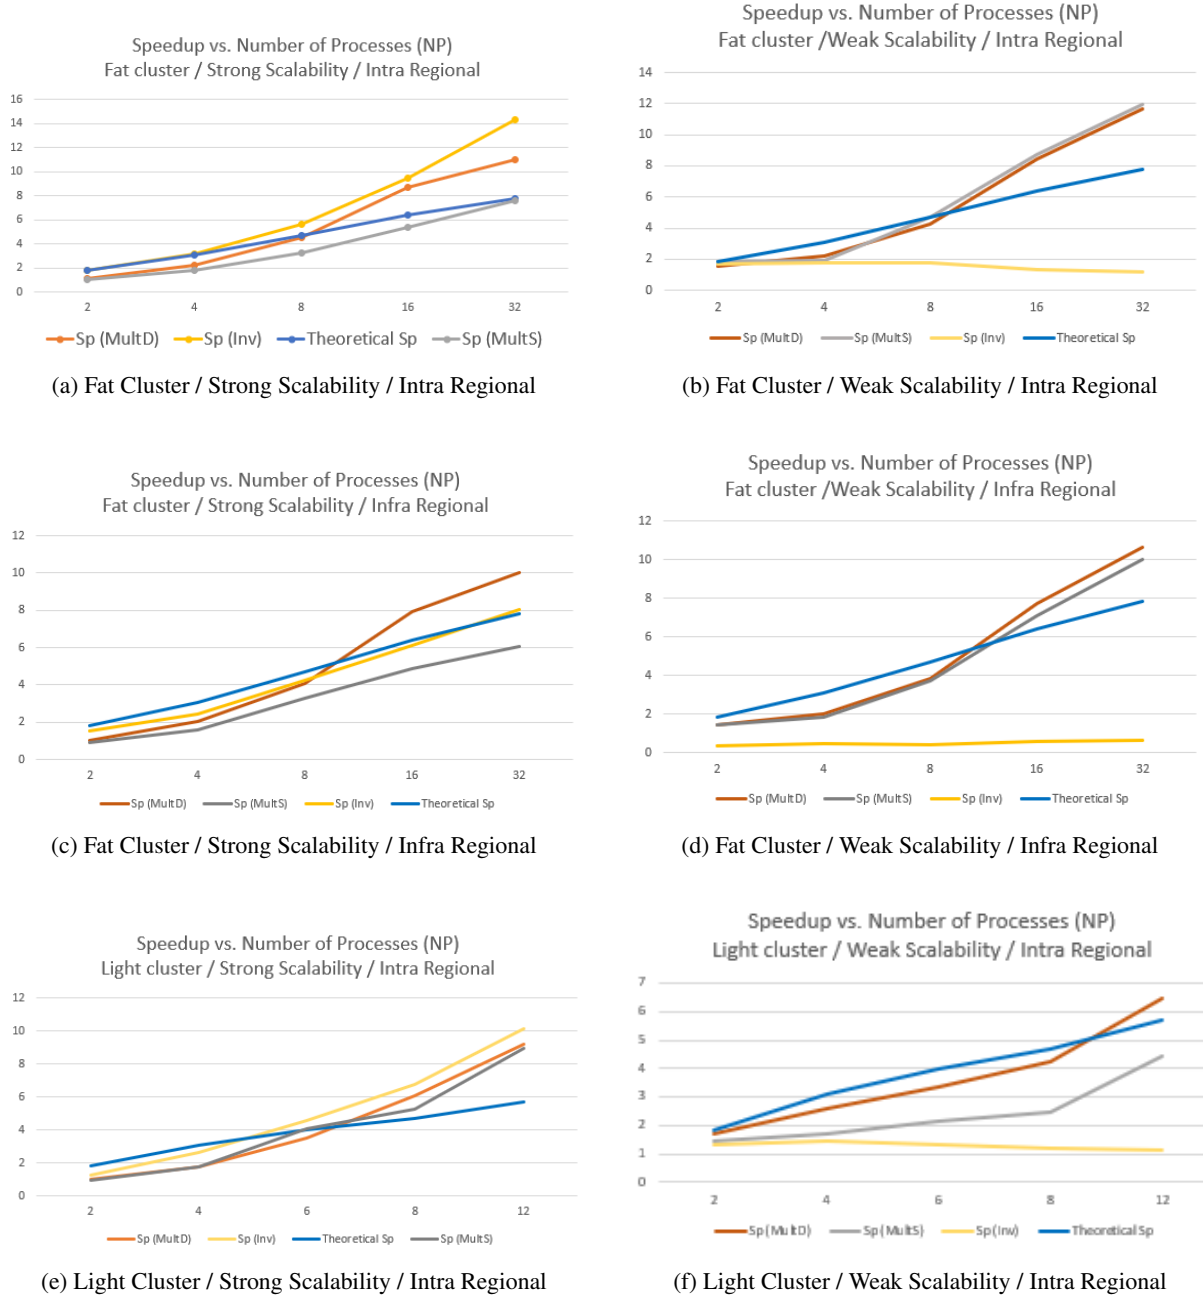 Speedup vs. Number of Processes (NP)
Fat cluster / Strong Scalability / Intra Regional
16
14
12
10
8
6
4
2
0
2 4 8 16 32
Sp (MultD) Sp (Inv) Theoretical Sp Sp (MultS)
(a) Fat Cluster / Strong Scalability / Intra Regional
Speedup vs. Number of Processes (NP)
Fat cluster /Weak Scalability / Intra Regional
14
12
10
8
6
4
2
0
2 4 8 16 32
Sp (MultD) Sp (MultS) Sp (Inv) Theoretical Sp
(b) Fat Cluster / Weak Scalability / Intra Regional
Speedup vs. Number of Processes (NP)
Fat cluster / Strong Scalability / Infra Regional
12
10
8
6
4
2
0
2 4 8 16 32
Sp (MultD) Sp (MultS) Sp (Inv) Theoretical Sp
(c) Fat Cluster / Strong Scalability / Infra Regional
Speedup vs. Number of Processes (NP)
Fat cluster /Weak Scalability / Infra Regional
12
10
8
6
4
2
0
2 4 8 16 32
Sp (MultD) Sp (MultS) Sp (Inv) Theoretical Sp
(d) Fat Cluster / Weak Scalability / Infra Regional
Speedup vs. Number of Processes (NP)
Light cluster / Strong Scalability / Intra Regional
12
10
8
6
4
2
0
2 4 6 8 12
Sp (MultD) Sp (Inv) Theoretical Sp Sp (MultS)
(e) Light Cluster / Strong Scalability / Intra Regional
Speedup vs. Number of Processes (NP)
Light cluster / Weak Scalability / Intra Regional
7
6
5
4
3
2
1
0
2 4 6 8 12
Sp (MultD) Sp (MultS) Sp (Inv) Theoretical Sp
(f) Light Cluster / Weak Scalability / Intra Regional